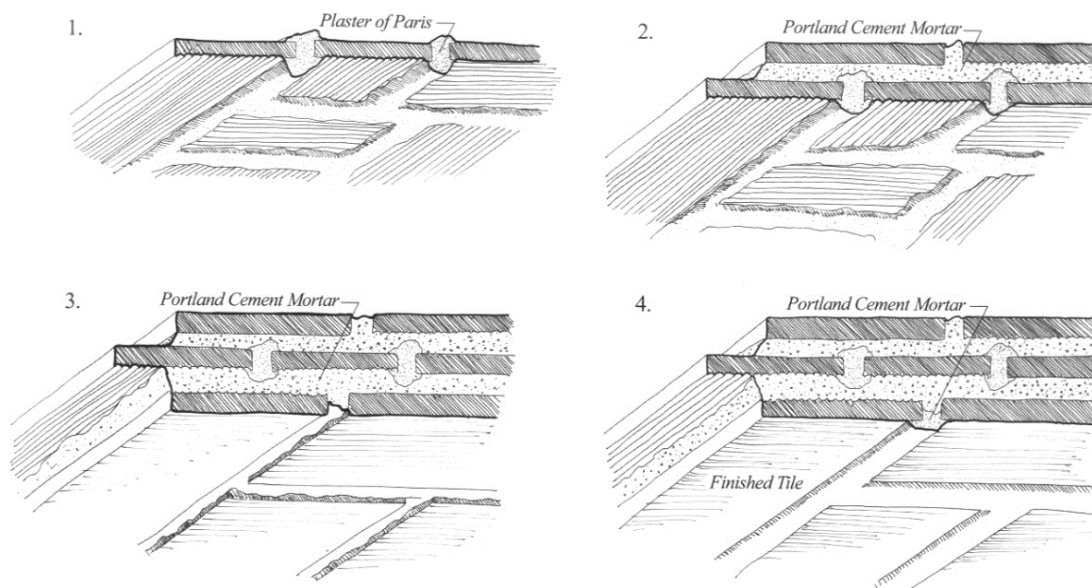 1.
Plaster of Paris
2.
Portland Cement Mortar
3.
Portland Cement Mortar
4.
Portland Cement Mortar
Finished Tile